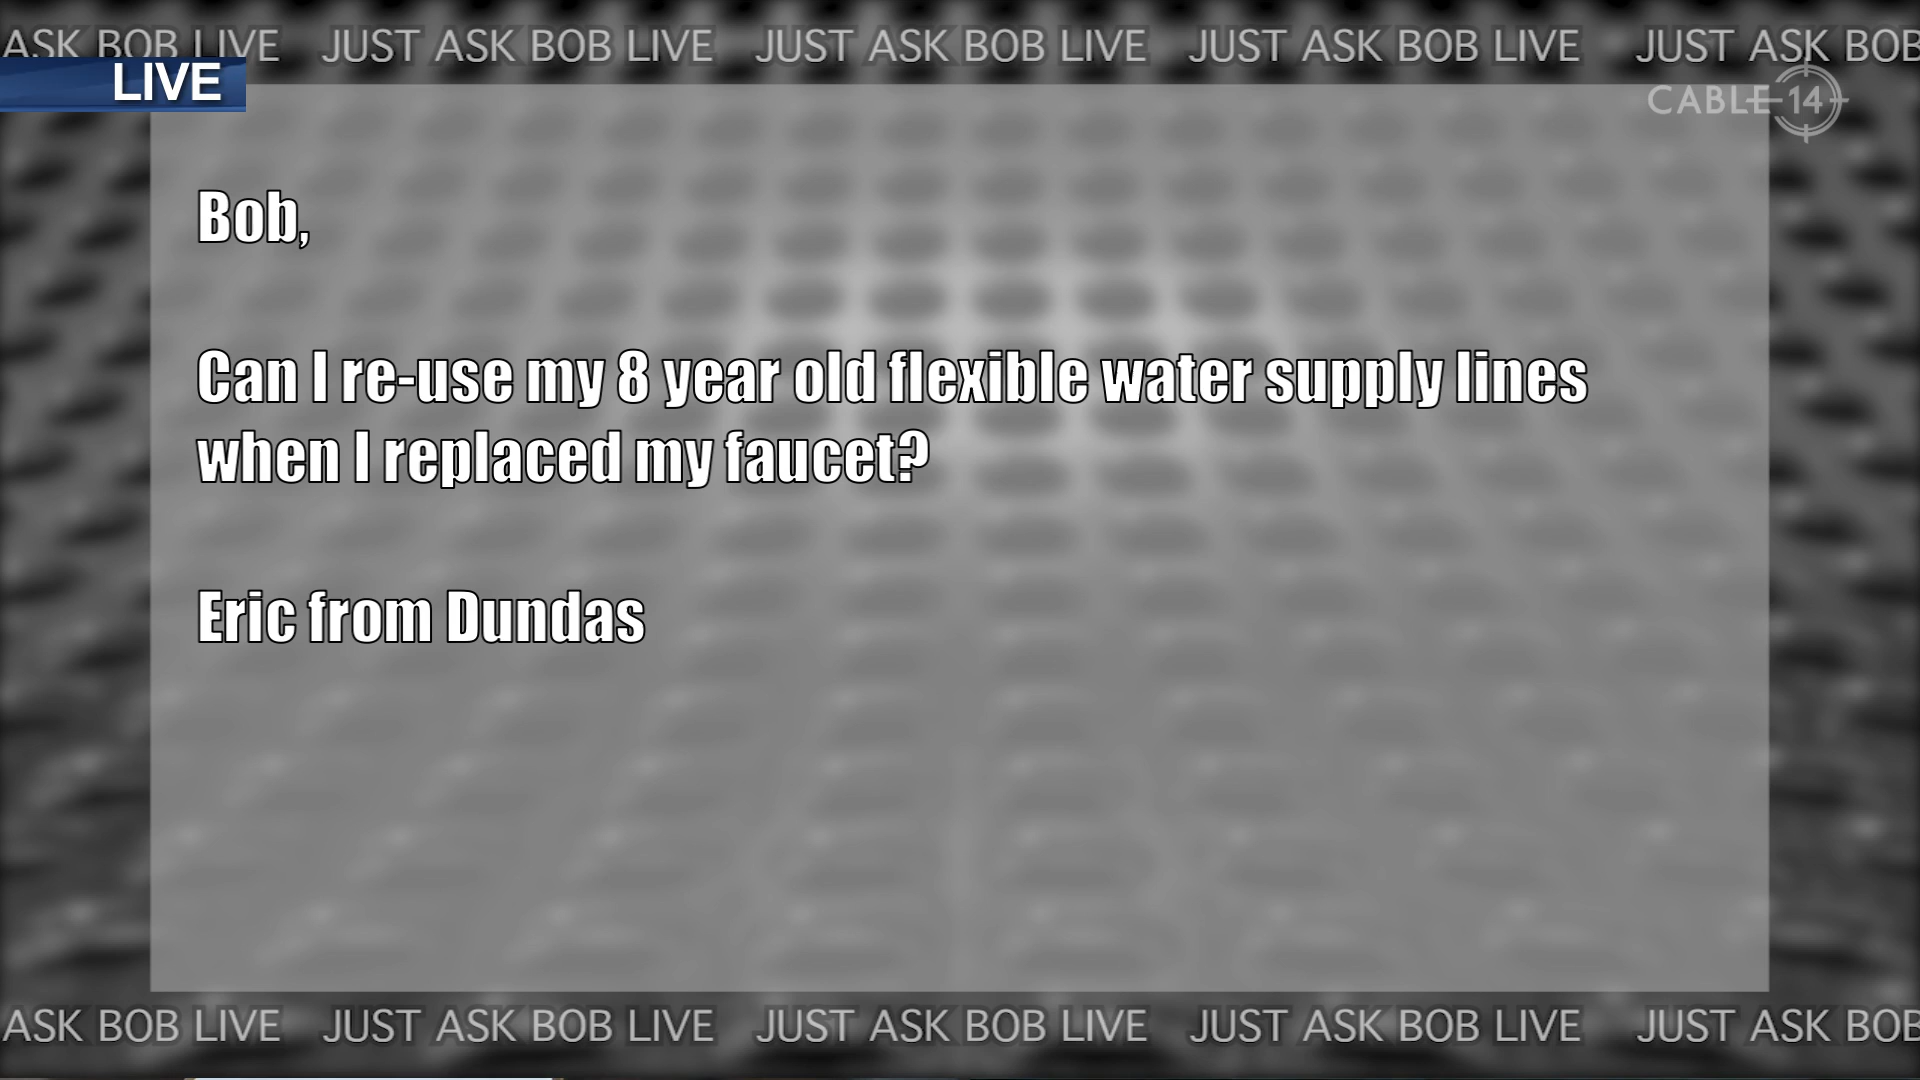 ASK BOB LIVE JUST ASK BOB LIVE JUST ASK BOB LIVE JUST ASK BOB LIVE JUST ASK BOB
LIVE
CABLE 14
Bob,
Can I re-use my 8 year old flexible water supply lines
when I replaced my faucet?
Eric from Dundas
ASK BOB LIVE JUST ASK BOB LIVE JUST ASK BOB LIVE JUST ASK BOB LIVE JUST ASK BOB